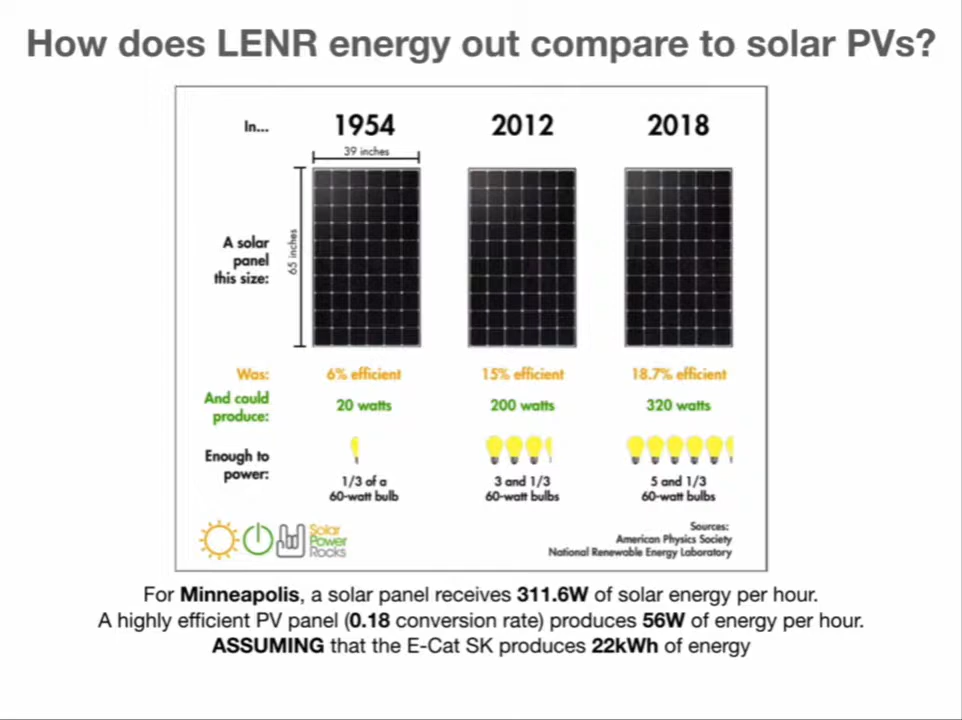 How does LENR energy out compare to solar PVs?
In... 1954 2012 2018
39 inches
65 inches
A solar
panel
this size:
Was: 6% efficient 15% efficient 18.7% efficient
And could
produce: 20 watts 200 watts 320 watts
Enough to
power:
1/3 of a
60-watt bulb
3 and 1/3
60-watt bulbs
5 and 1/3
60-watt bulbs
Solar
Power
Rocks
Sources:
American Physics Society
National Renewable Energy Laboratory
For Minneapolis, a solar panel receives 311.6W of solar energy per hour.
A highly efficient PV panel (0.18 conversion rate) produces 56W of energy per hour.
ASSUMING that the E-Cat SK produces 22kWh of energy